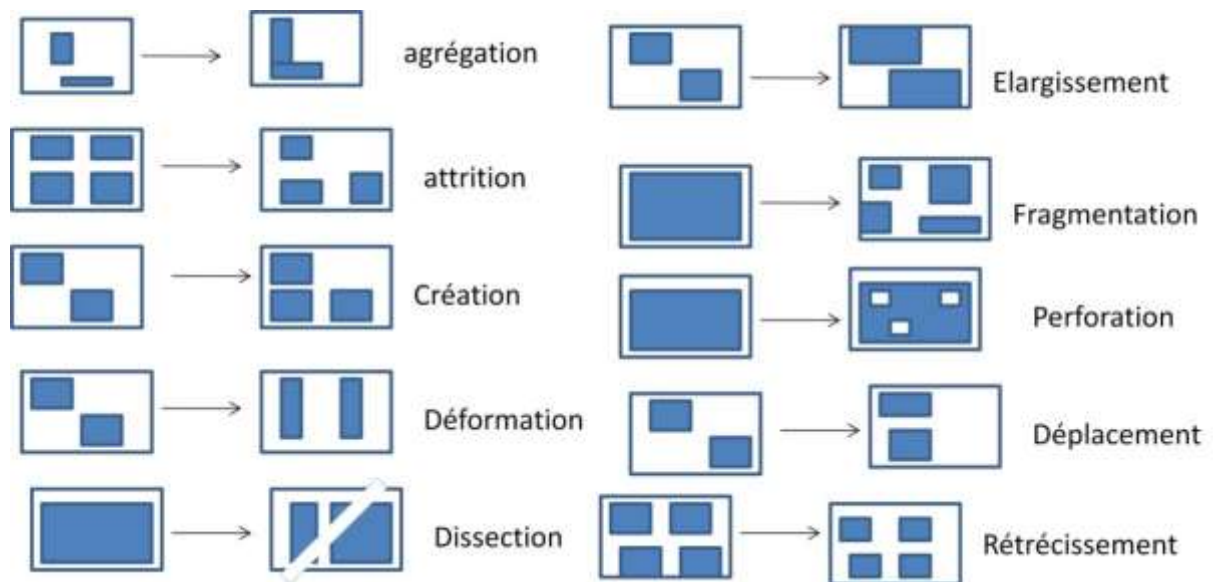 agrégation
attrition
Création
Déformation
Dissection
Elargissement
Fragmentation
Perforation
Déplacement
Rétrécissement